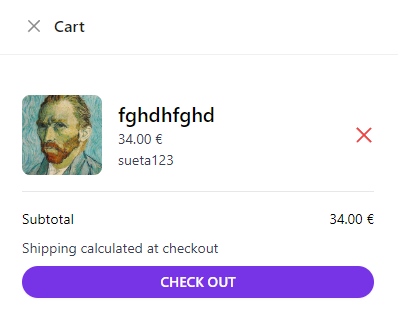 Cart
fghdhfghd
34.00 €
sueta123
Subtotal 34.00 €
Shipping calculated at checkout
CHECK OUT